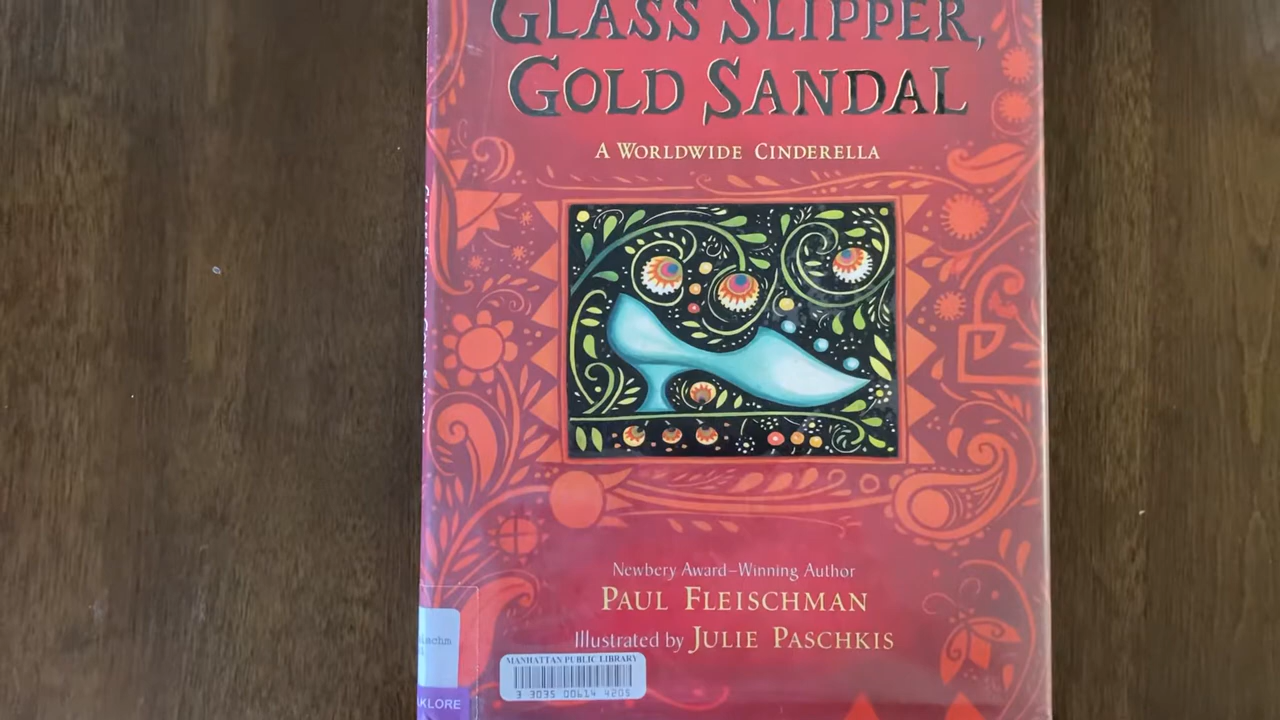 GLASS SLIPPER,
GOLD SANDAL
A WORLDWIDE CINDERELLA
NEWBERY AWARD–WINNING AUTHOR
PAUL FLEISCHMAN
Illustrated by JULIE PASCHKIS
MANHATTAN PUBLIC LIBRARY
3 3035 00614 4205
KLORE